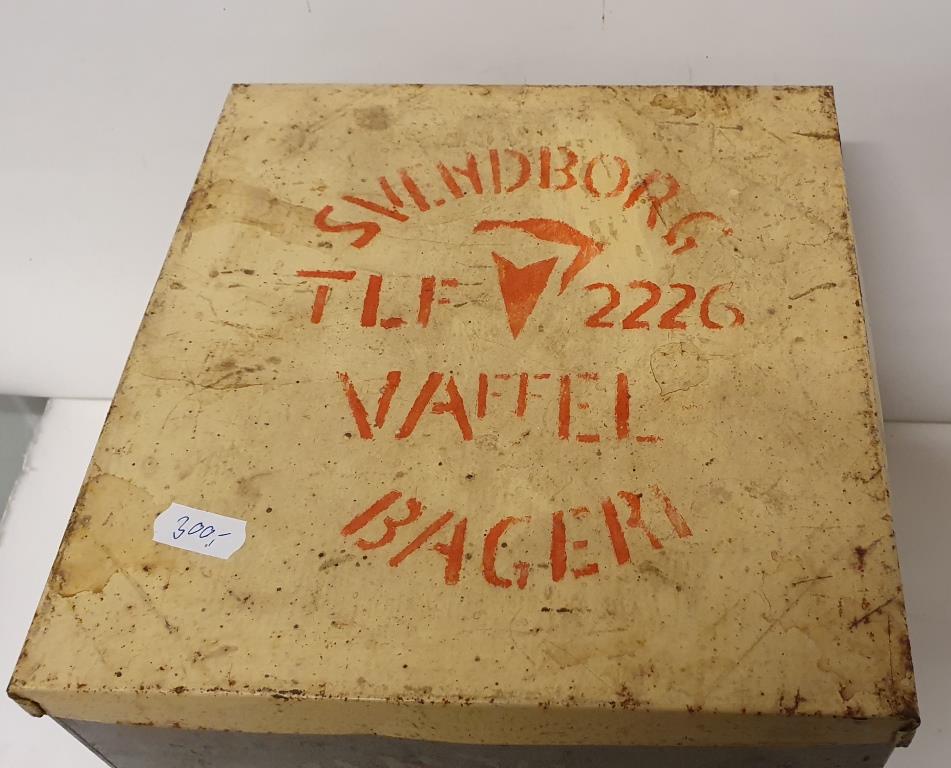 SVENDBORG
TLF 2226
VAFFEL
BAGERI
300,-